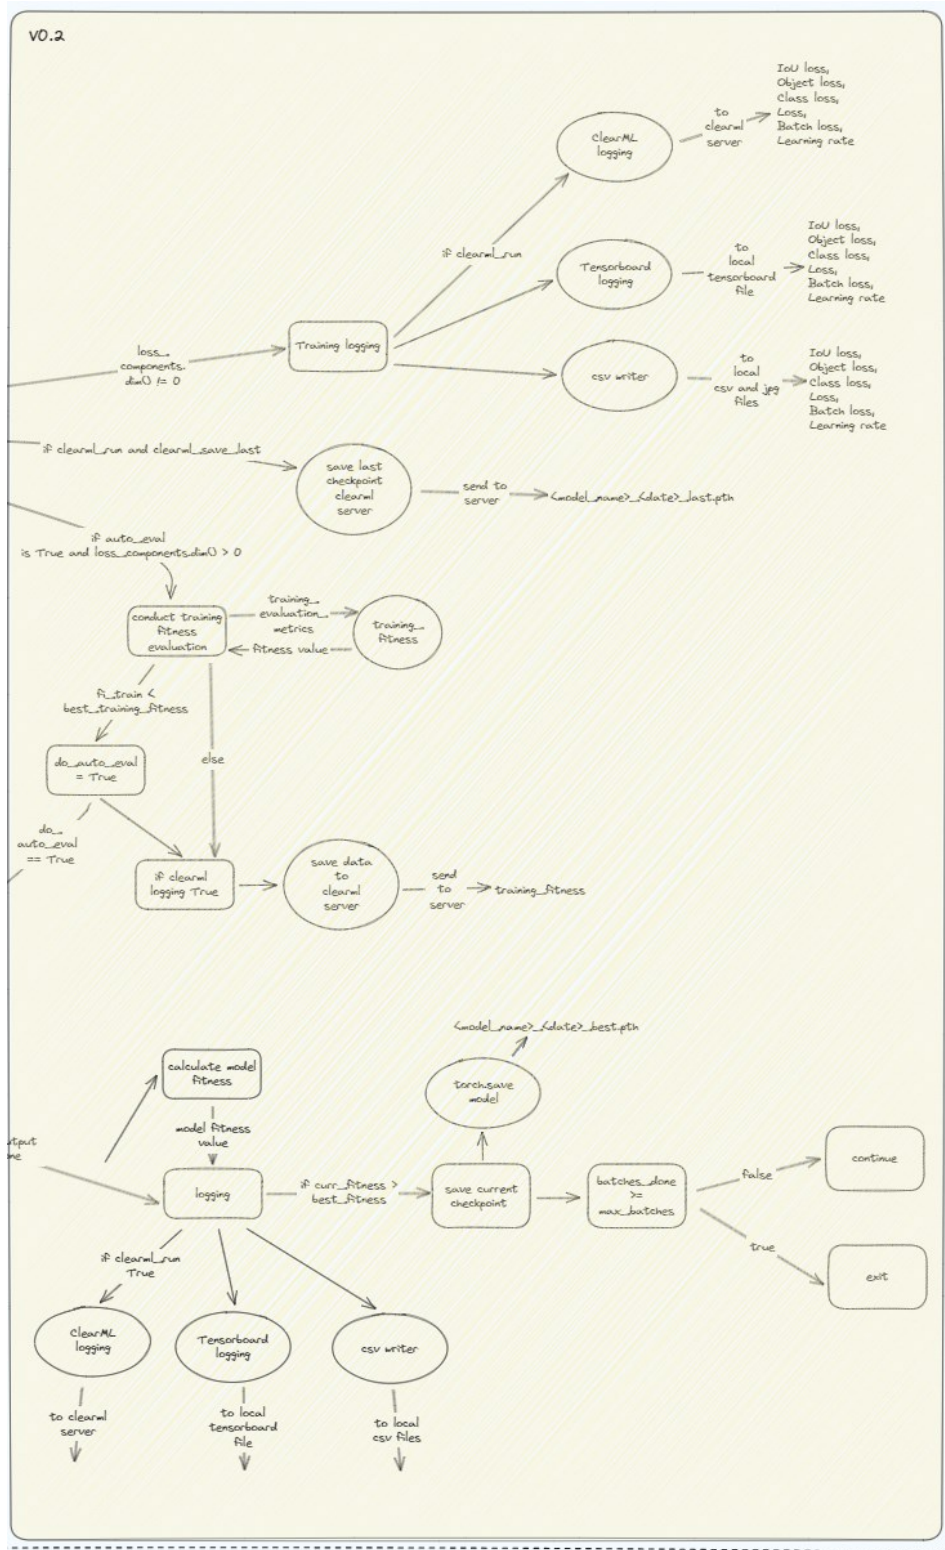 V0.2
IoU loss,
Object loss,
Class loss,
Loss,
Batch loss,
Learning rate
ClearML
logging
to
clearml
server
if clearml_run
Tensorboard
logging
to
local
tensorboard
file
IoU loss,
Object loss,
Class loss,
Loss,
Batch loss,
Learning rate
Training logging
loss_
components.
dim() != 0
csv writer
to
local
csv and jpg
files
IoU loss,
Object loss,
Class loss,
Loss,
Batch loss,
Learning rate
if clearml_run and clearml_save_last
save last
checkpoint
clearml
server
send to
server
<model_name>_<date>_last.pth
if auto_eval
is True and loss_components.dim() > 0
conduct training
fitness
evaluation
training_
evaluation_
metrics
fitness value
training_
fitness
fi_train <
best_training_fitness
else
do_auto_eval
= True
do_
auto_eval
== True
if clearml
logging True
save data
to
clearml
server
send
to
server
training_fitness
<model_name>_<date>_best.pth
calculate model
fitness
torch.save
model
model fitness
value
logging
if curr_fitness >
best_fitness
save current
checkpoint
batches_done
>=
max_batches
false
continue
true
exit
if clearml_run
True
ClearML
logging
Tensorboard
logging
csv writer
to clearml
server
to local
tensorboard
file
to local
csv files